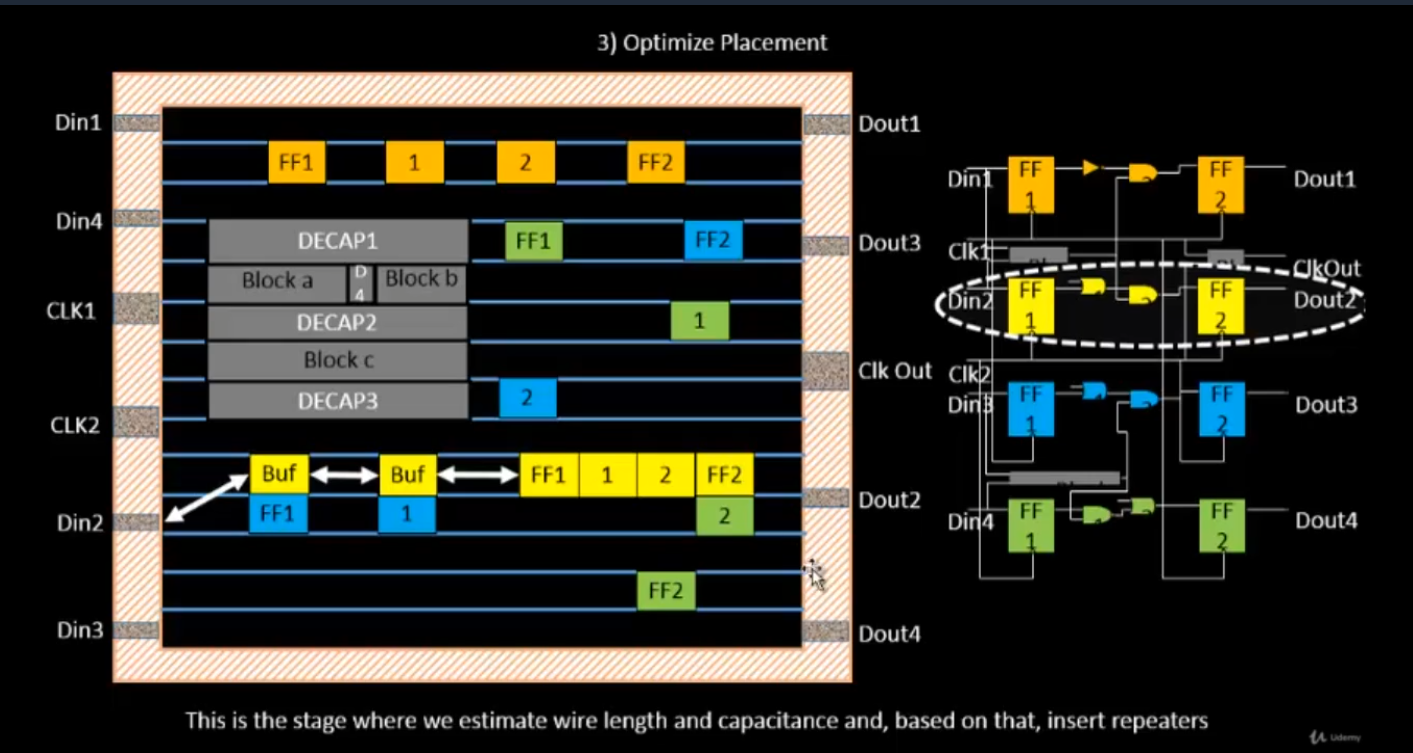 3) Optimize Placement
Din1
Dout1
FF1 1 2 FF2
Din4
Dout3
DECAP1
FF1 FF2
Block a D4 Block b
CLK1
DECAP2
1
Block c
Clk Out
DECAP3
2
CLK2
Buf Buf FF1 1 2 FF2
Din2
FF1 1 2
Dout2
FF2
Din3
Dout4
Din1 FF 1 FF 2 Dout1
Clk1 ClkOut
Din2 FF 1 FF 2 Dout2
Clk2
Din3 FF 1 FF 2 Dout3
Din4 FF 1 FF 2 Dout4
This is the stage where we estimate wire length and capacitance and, based on that, insert repeaters
Udemy